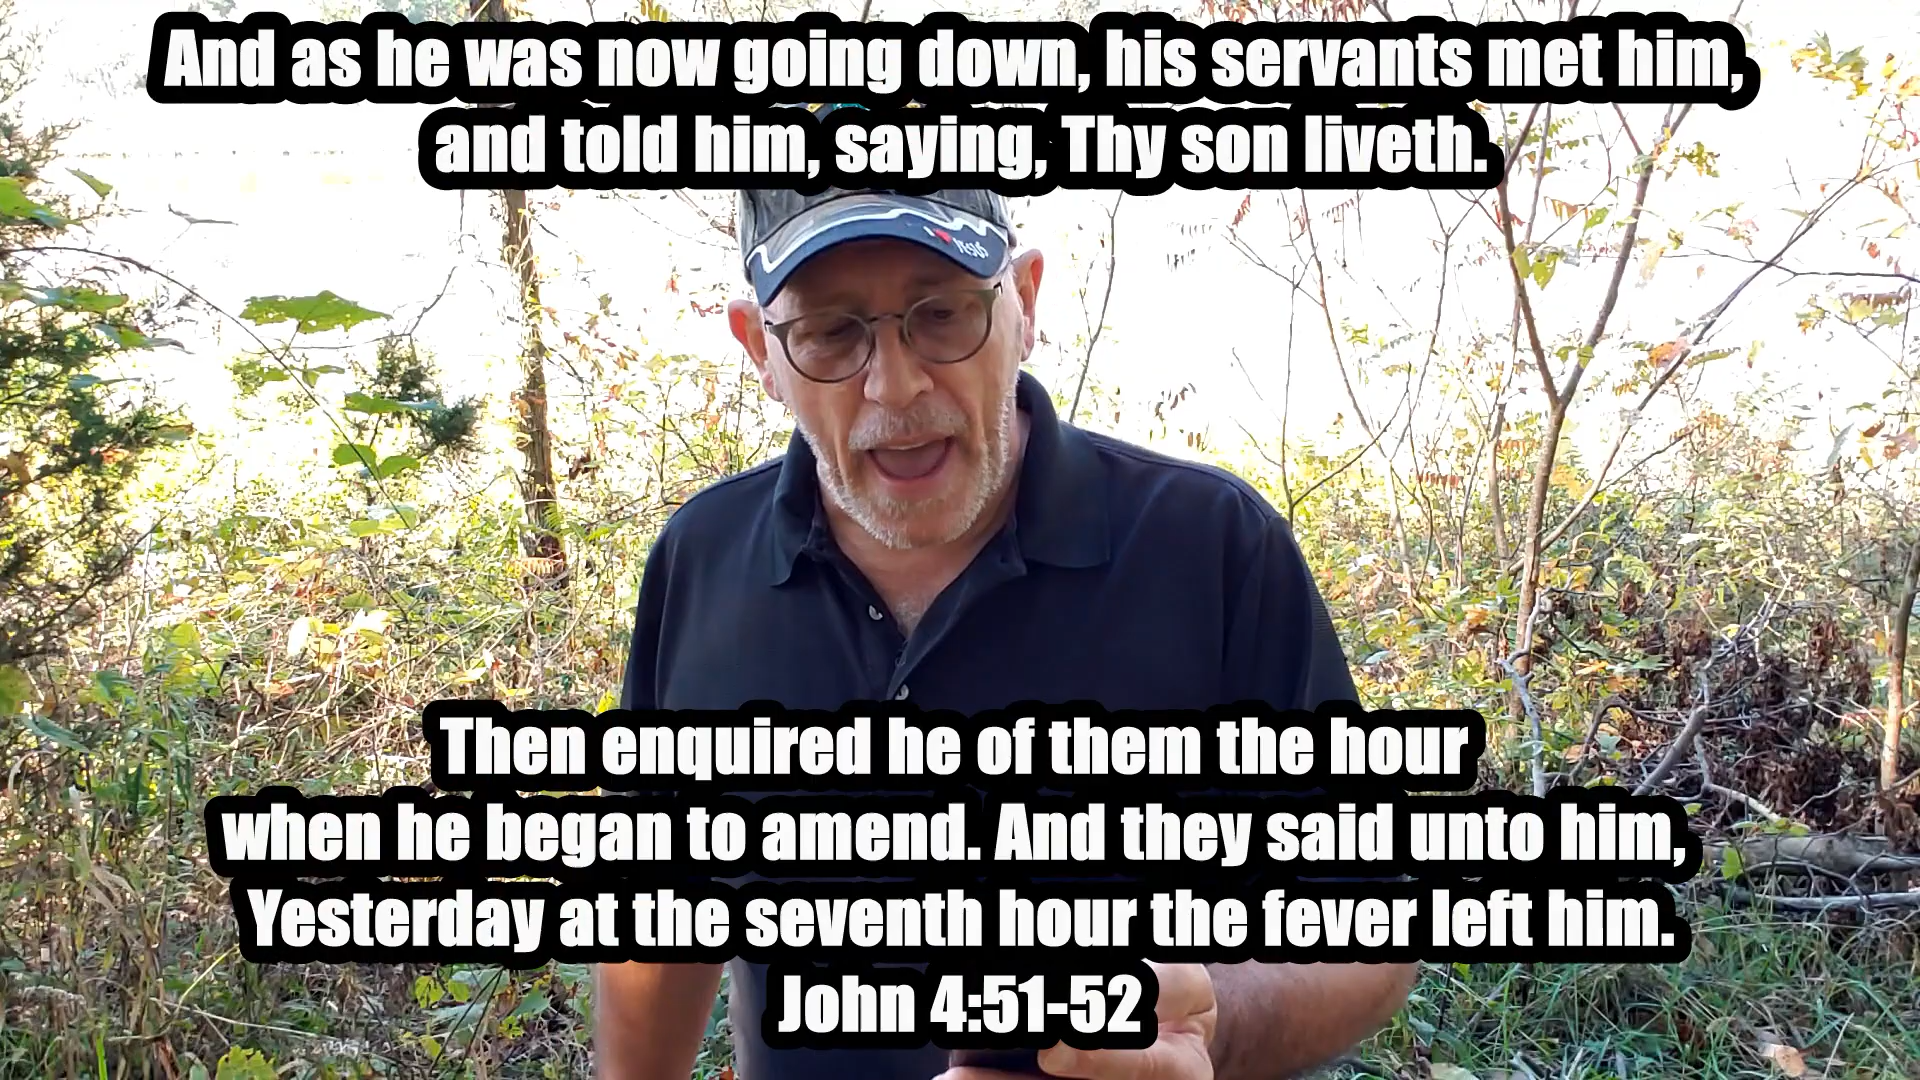 And as he was now going down, his servants met him,
and told him, saying, Thy son liveth.
I ❤ JESUS
Then enquired he of them the hour
when he began to amend. And they said unto him,
Yesterday at the seventh hour the fever left him.
John 4:51-52